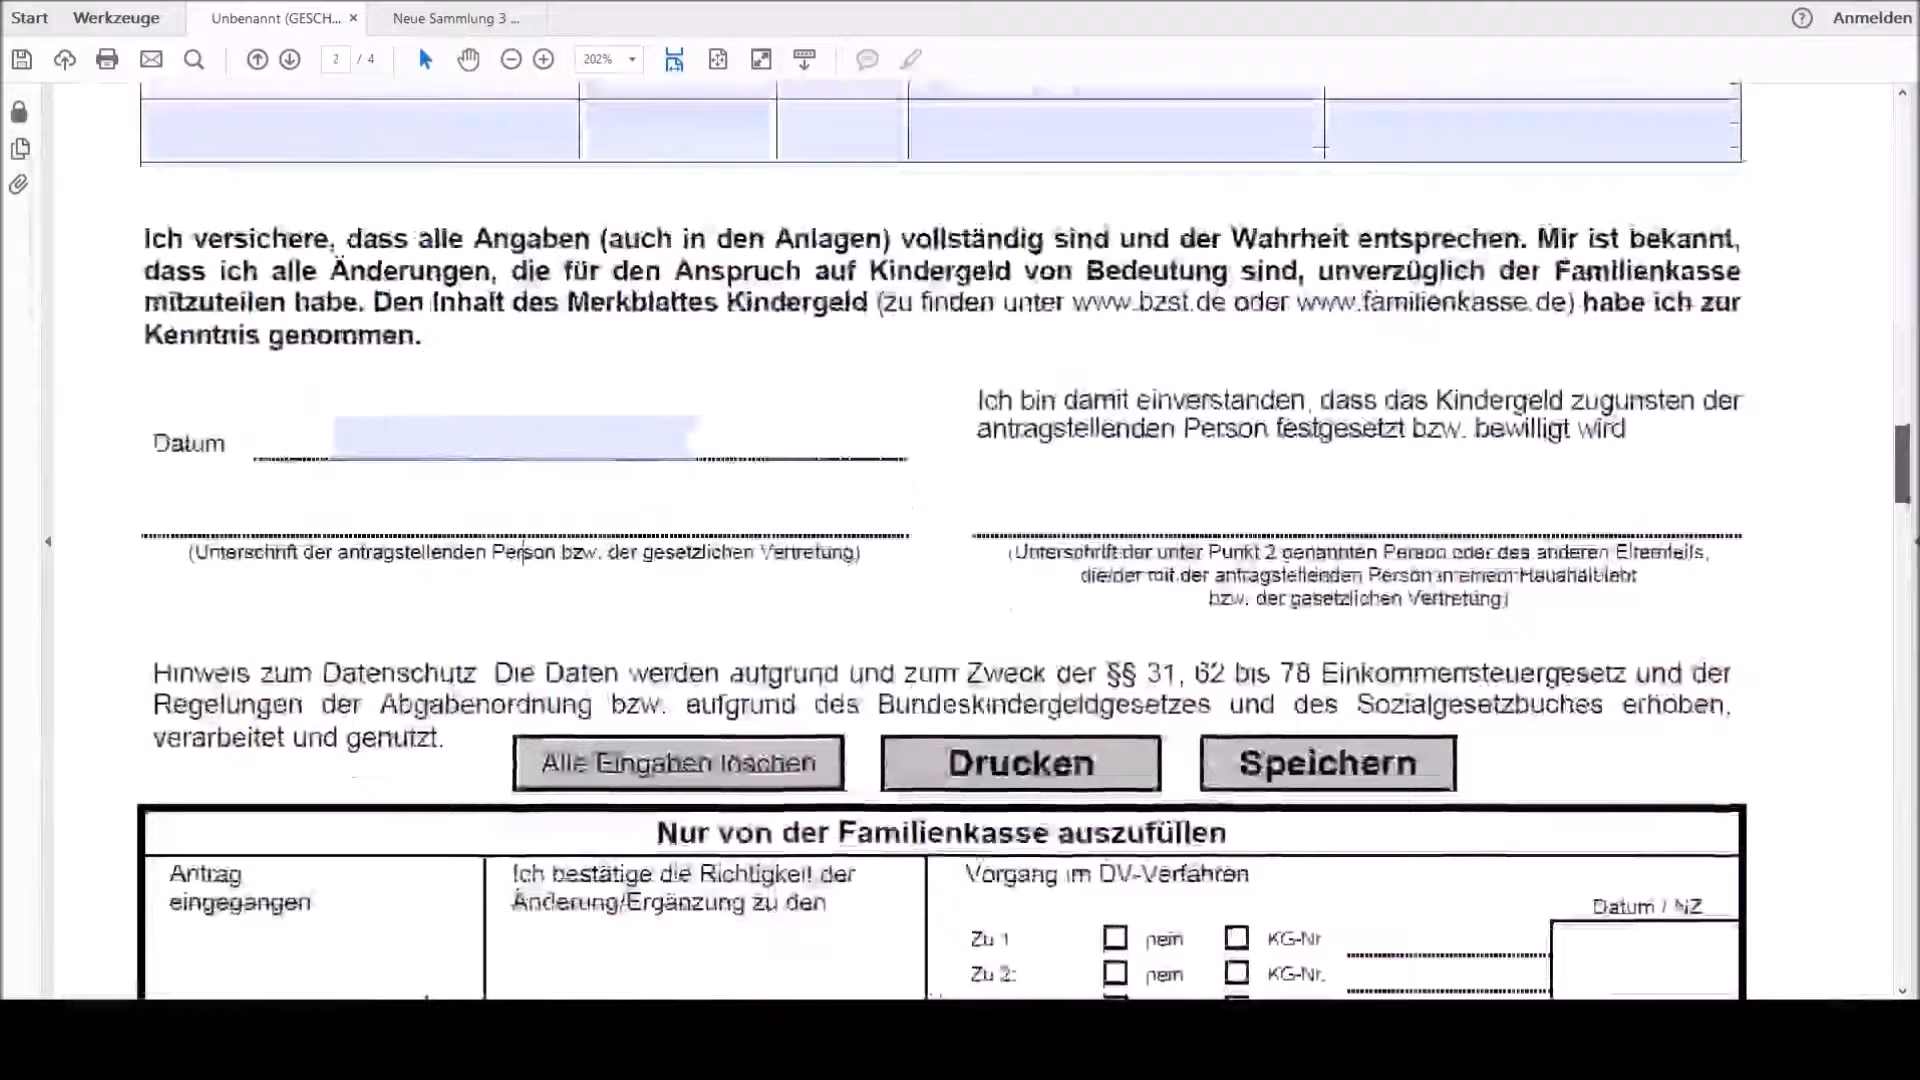 Start Werkzeuge Unbenannt (GESCH... × Neue Sammlung 3 ... Anmelden
2 / 4 202%
Ich versichere, dass alle Angaben (auch in den Anlagen) vollständig sind und der Wahrheit entsprechen. Mir ist bekannt,
dass ich alle Änderungen, die für den Anspruch auf Kindergeld von Bedeutung sind, unverzüglich der Familienkasse
mitzuteilen habe. Den Inhalt des Merkblattes Kindergeld (zu finden unter www.bzst.de oder www.familienkasse.de) habe ich zur
Kenntnis genommen.
Ich bin damit einverstanden, dass das Kindergeld zugunsten der
antragstellenden Person festgesetzt bzw. bewilligt wird
Datum
(Unterschrift der antragstellenden Person bzw. der gesetzlichen Vertretung)
(Unterschrift der unter Punkt 2 genannten Person oder des anderen Elternteils,
die/der mit der antragstellenden Person in einem Haushalt lebt
bzw. der gesetzlichen Vertretung)
Hinweis zum Datenschutz Die Daten werden aufgrund und zum Zweck der §§ 31, 62 bis 78 Einkommensteuergesetz und der
Regelungen der Abgabenordnung bzw. aufgrund des Bundeskindergeldgesetzes und des Sozialgesetzbuches erhoben,
verarbeitet und genutzt.
Alle Eingaben löschen Drucken Speichern
Nur von der Familienkasse auszufüllen
Antrag
eingegangen
Ich bestätige die Richtigkeit der
Änderung/Ergänzung zu den
Vorgang im DV-Verfahren
Datum / NZ
Zu 1 nein KG-Nr
Zu 2: nein KG-Nr.